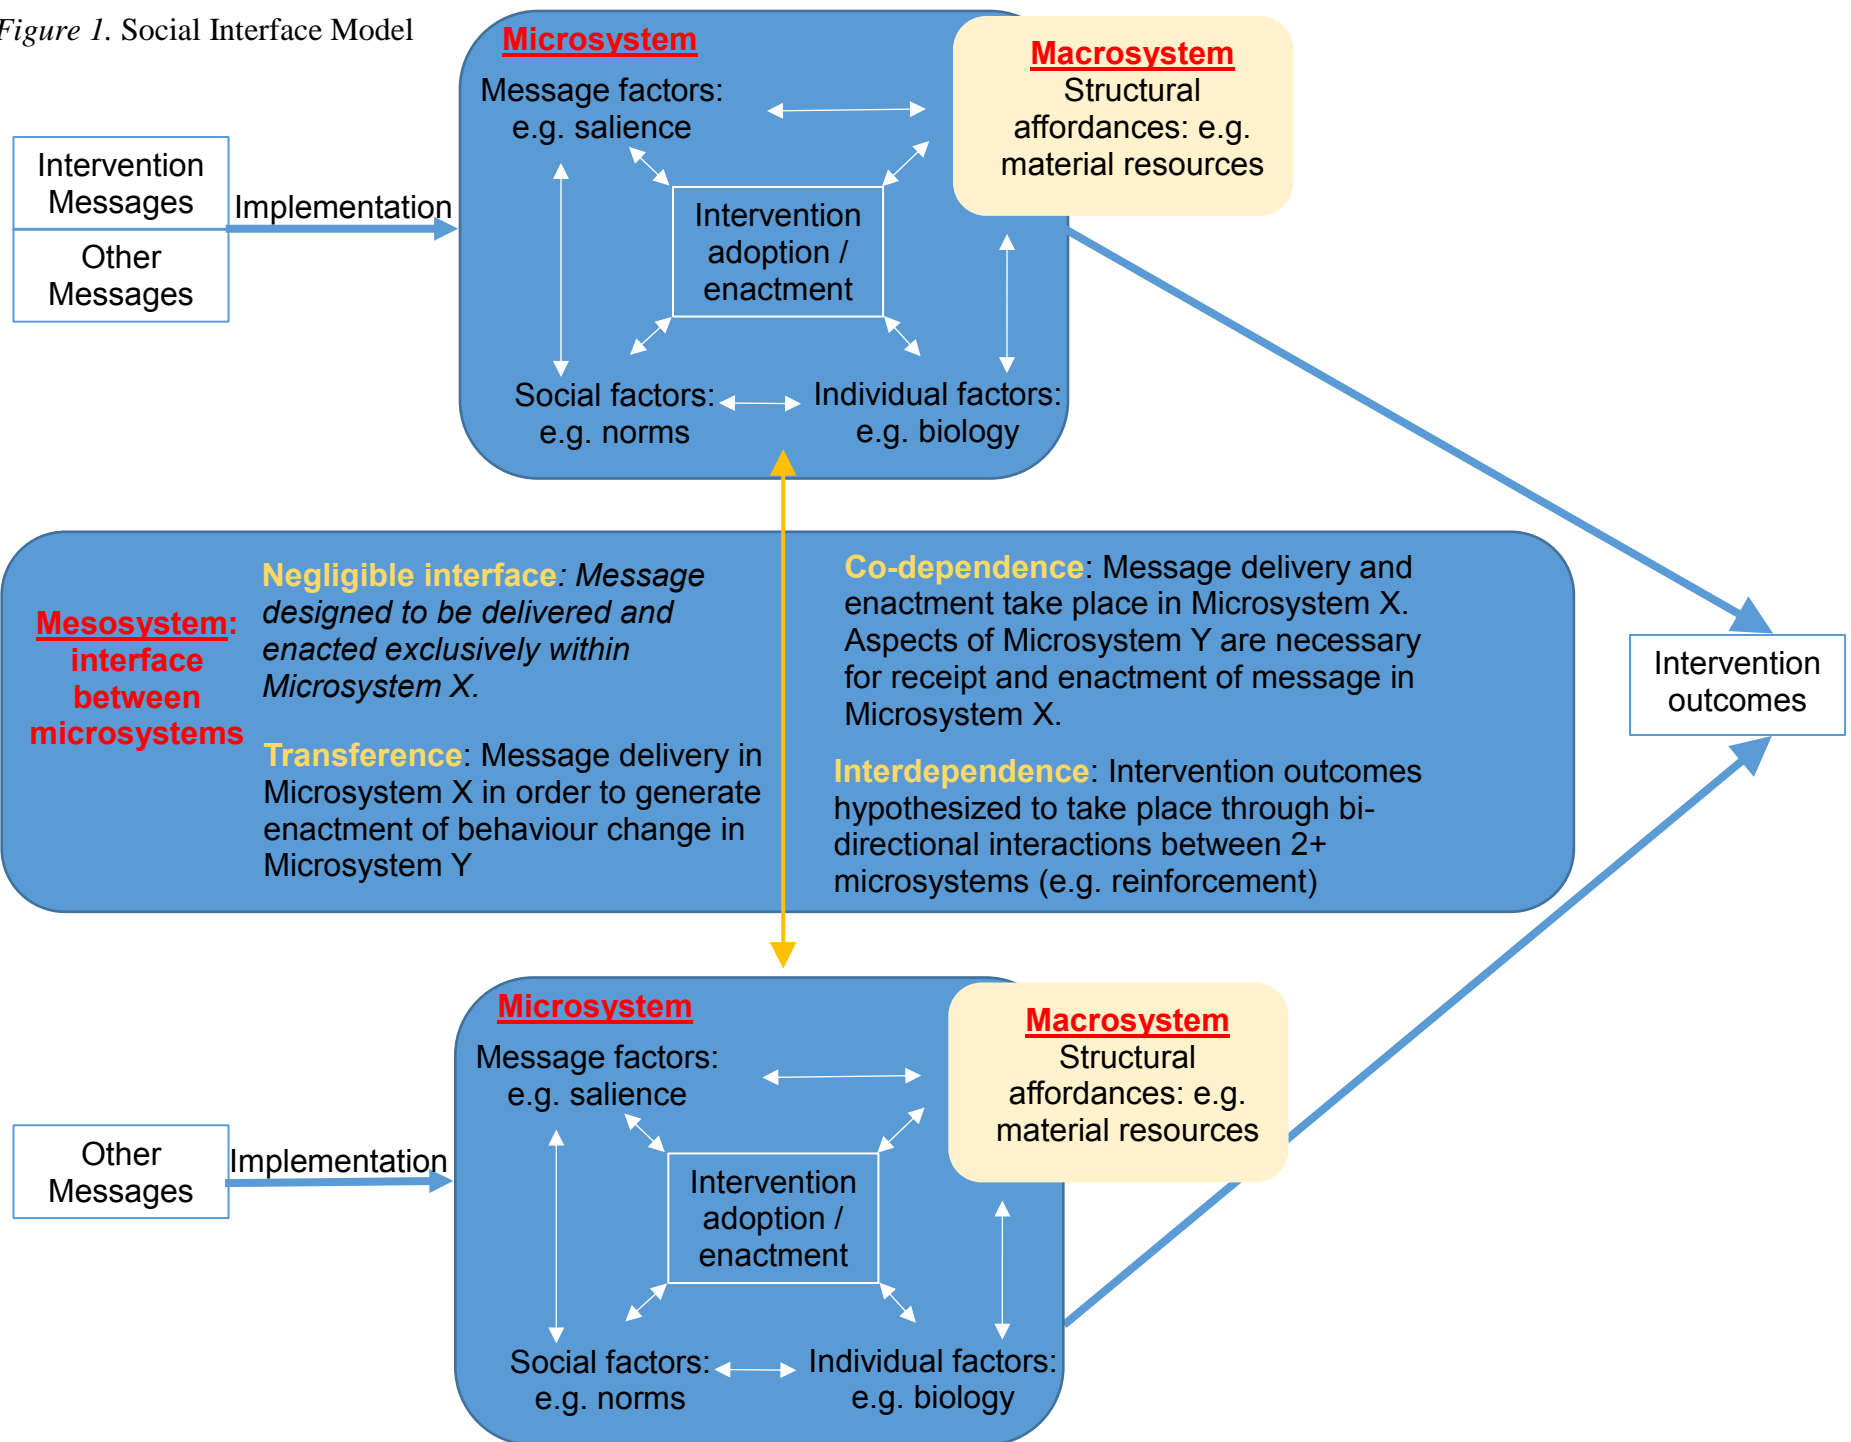 Figure 1. Social Interface Model
Microsystem
Message factors:
e.g. salience
Macrosystem
Structural
affordances: e.g.
material resources
Intervention
Messages
Other
Messages
Implementation
Intervention
adoption /
enactment
Social factors:
e.g. norms
Individual factors:
e.g. biology
Mesosystem:
interface
between
microsystems
Negligible interface: Message
designed to be delivered and
enacted exclusively within
Microsystem X.
Transference: Message delivery in
Microsystem X in order to generate
enactment of behaviour change in
Microsystem Y
Co-dependence: Message delivery and
enactment take place in Microsystem X.
Aspects of Microsystem Y are necessary
for receipt and enactment of message in
Microsystem X.
Interdependence: Intervention outcomes
hypothesized to take place through bi-
directional interactions between 2+
microsystems (e.g. reinforcement)
Intervention
outcomes
Microsystem
Message factors:
e.g. salience
Macrosystem
Structural
affordances: e.g.
material resources
Other
Messages
Implementation
Intervention
adoption /
enactment
Social factors:
e.g. norms
Individual factors:
e.g. biology